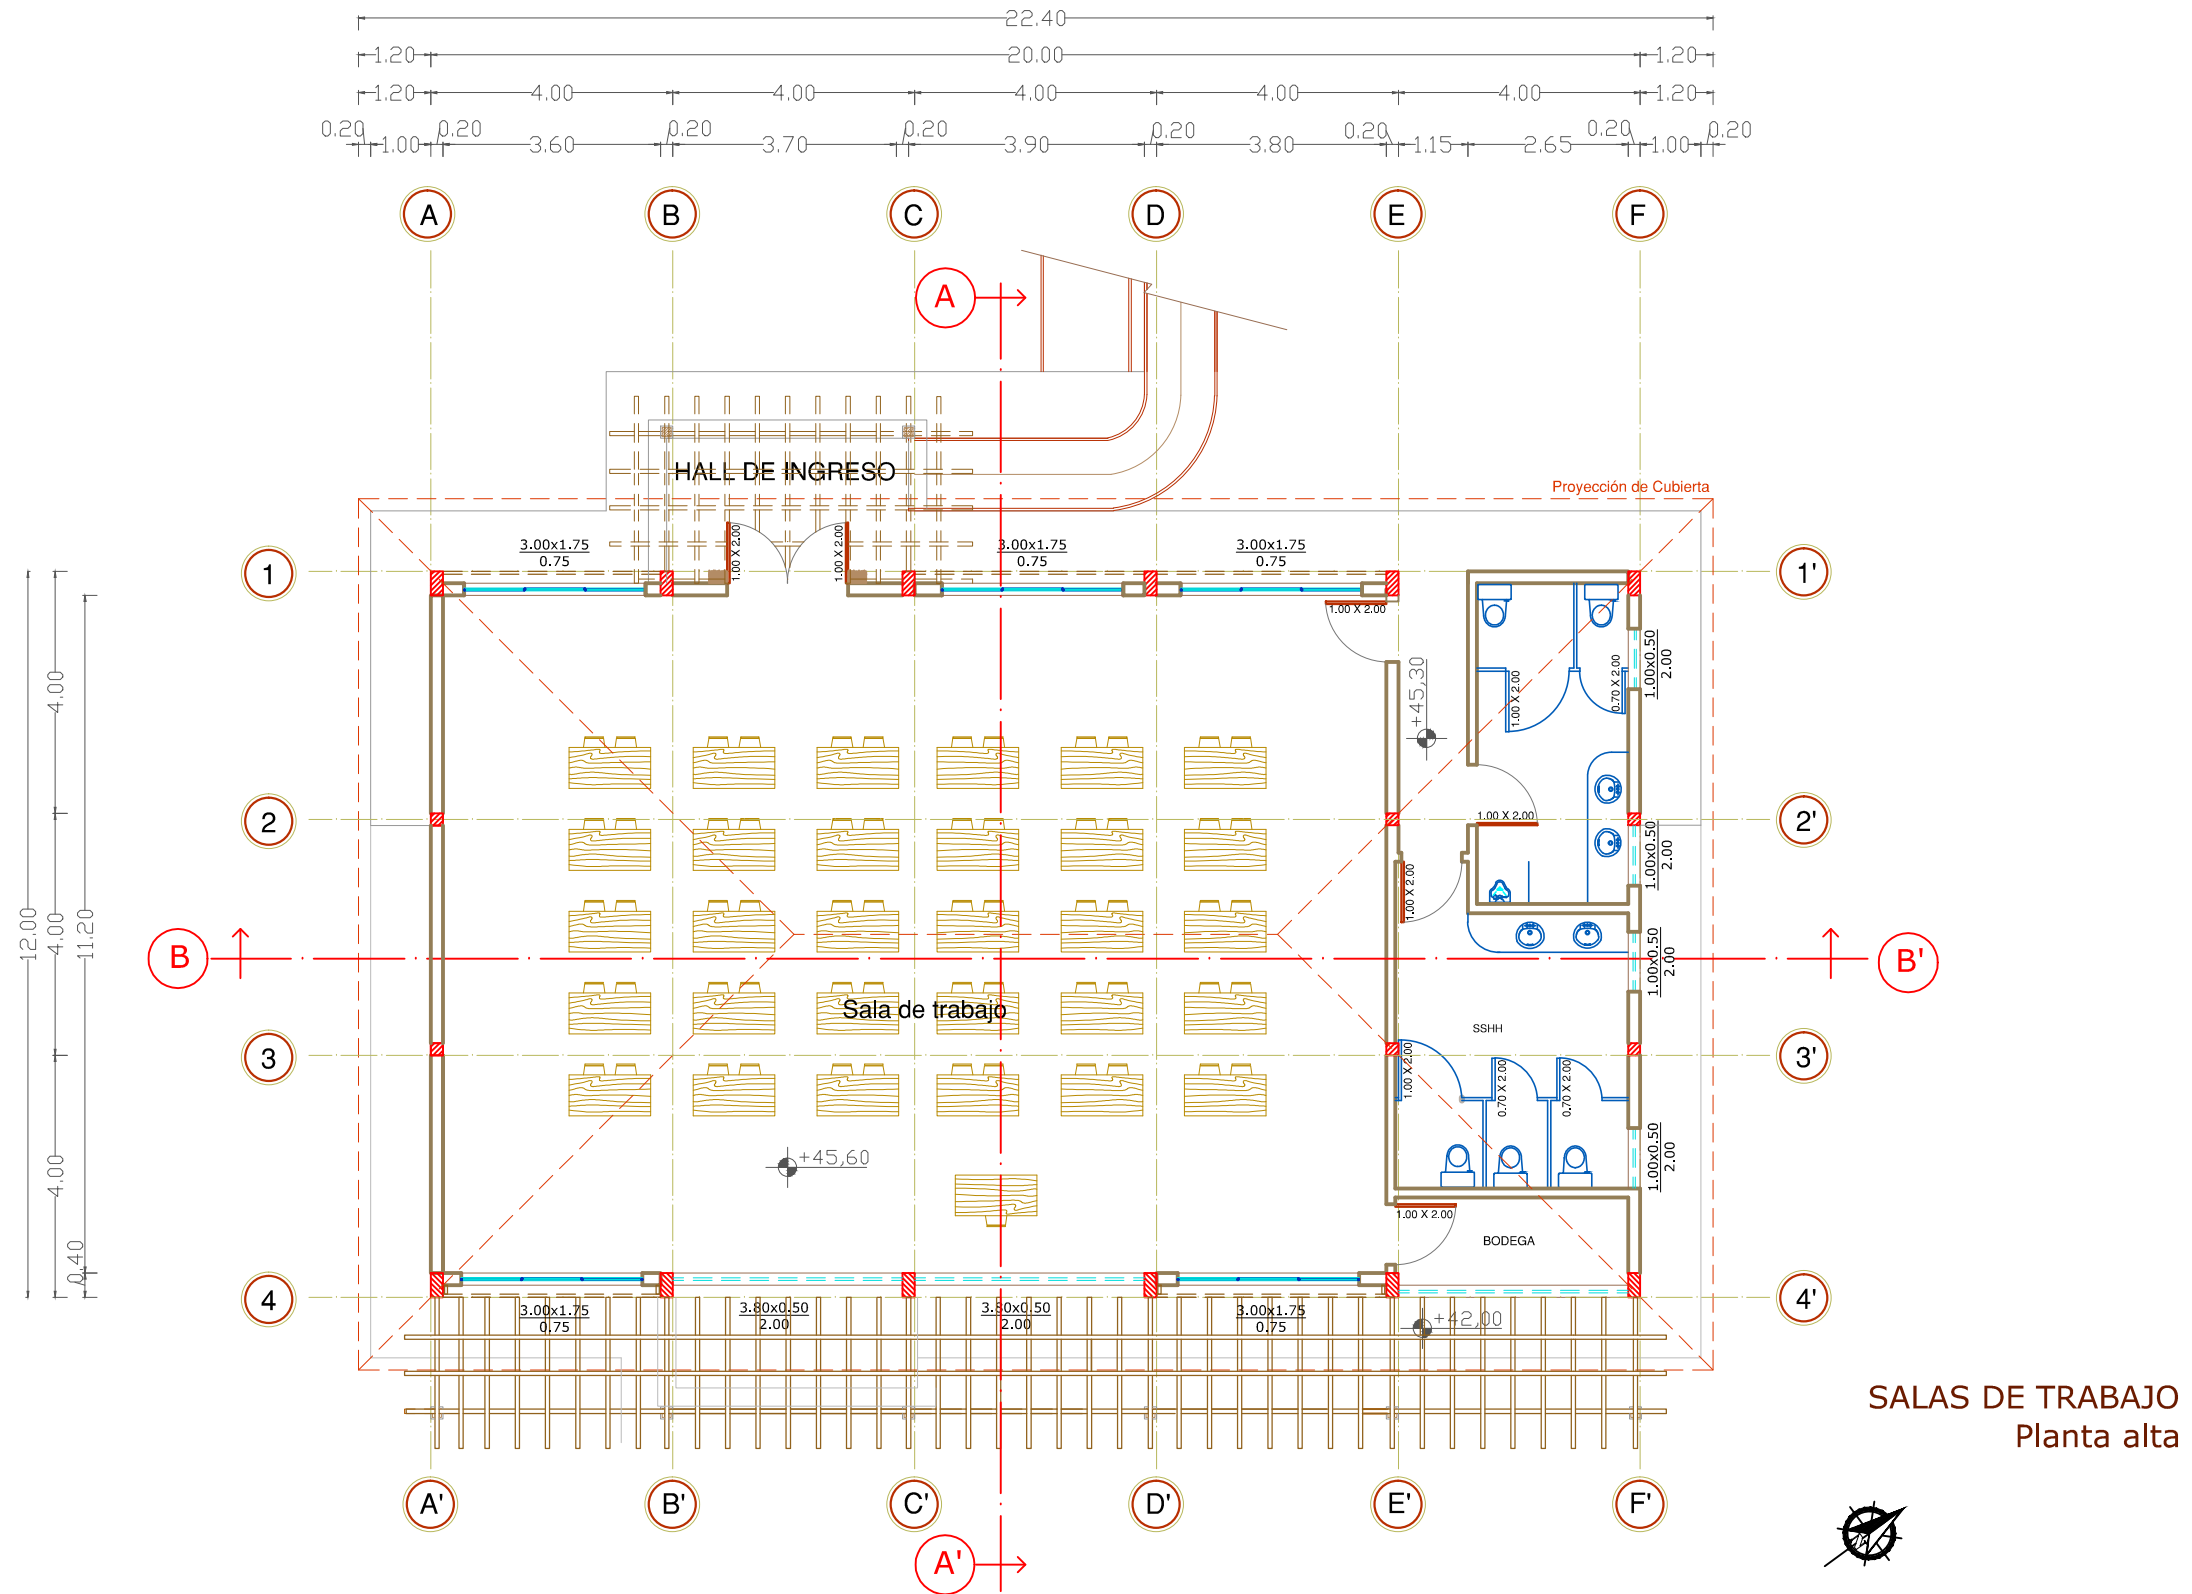 22.40
1.20 20.00 1.20
1.20 4.00 4.00 4.00 4.00 4.00 1.20
0.20 0.20 0.20 0.20 0.20 0.20 0.20 0.20
1.00 3.60 3.70 3.90 3.80 1.15 2.65 1.00
A B C D E F
A
HALL DE INGRESO
Proyección de Cubierta
1.00 X 2.00
1.00 X 2.00
3.00x1.75
0.75
3.00x1.75
0.75
3.00x1.75
0.75
1 1'
1.00 X 2.00
1.00x0.50
2.00
4.00
+45,30
1.00 X 2.00
0.70 X 2.00
2 2'
1.00 X 2.00
1.00x0.50
2.00
1.00 X 2.00
12.00
4.00
11.20
B B'
1.00x0.50
2.00
Sala de trabajo
SSHH
3 3'
1.00 X 2.00
0.70 X 2.00
0.70 X 2.00
+45,60
1.00x0.50
2.00
4.00
1.00 X 2.00
BODEGA
0.40
4 4'
3.00x1.75
0.75
3.80x0.50
2.00
3.80x0.50
2.00
3.00x1.75
0.75
+42,00
SALAS DE TRABAJO
Planta alta
A' B' C' D' E' F'
A'
N